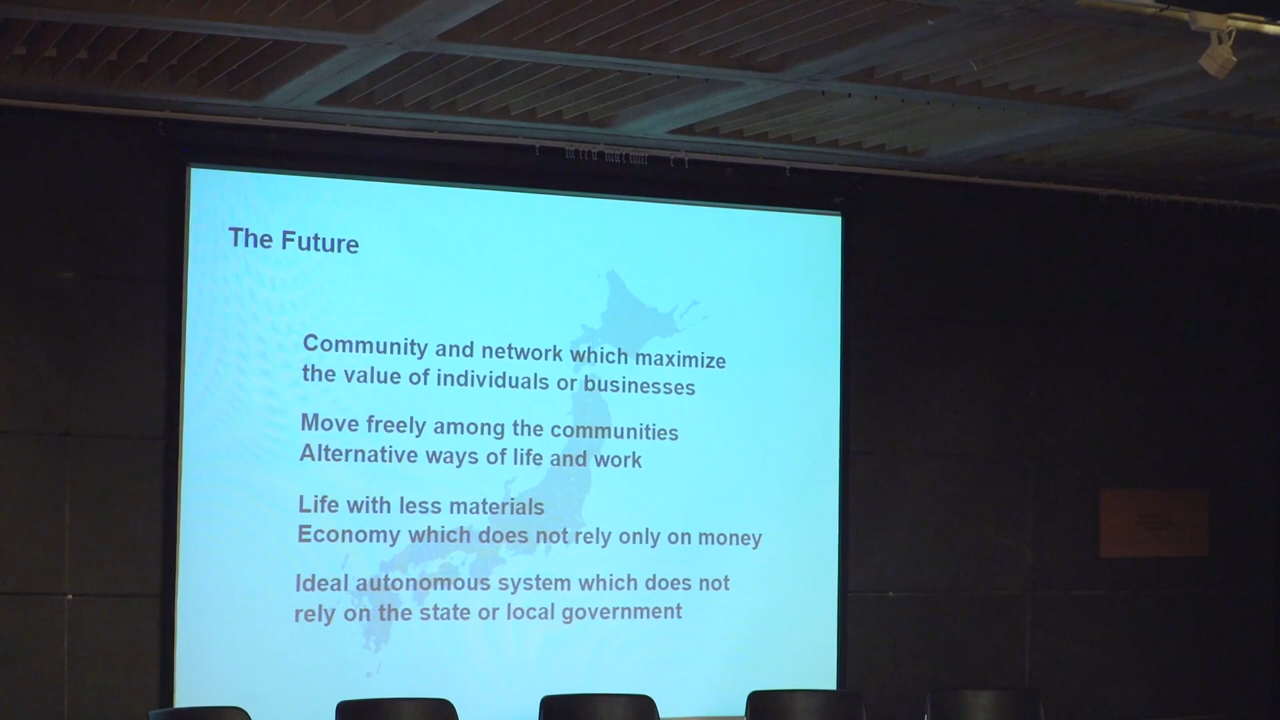 The Future
Community and network which maximize
the value of individuals or businesses
Move freely among the communities
Alternative ways of life and work
Life with less materials
Economy which does not rely only on money
Ideal autonomous system which does not
rely on the state or local government